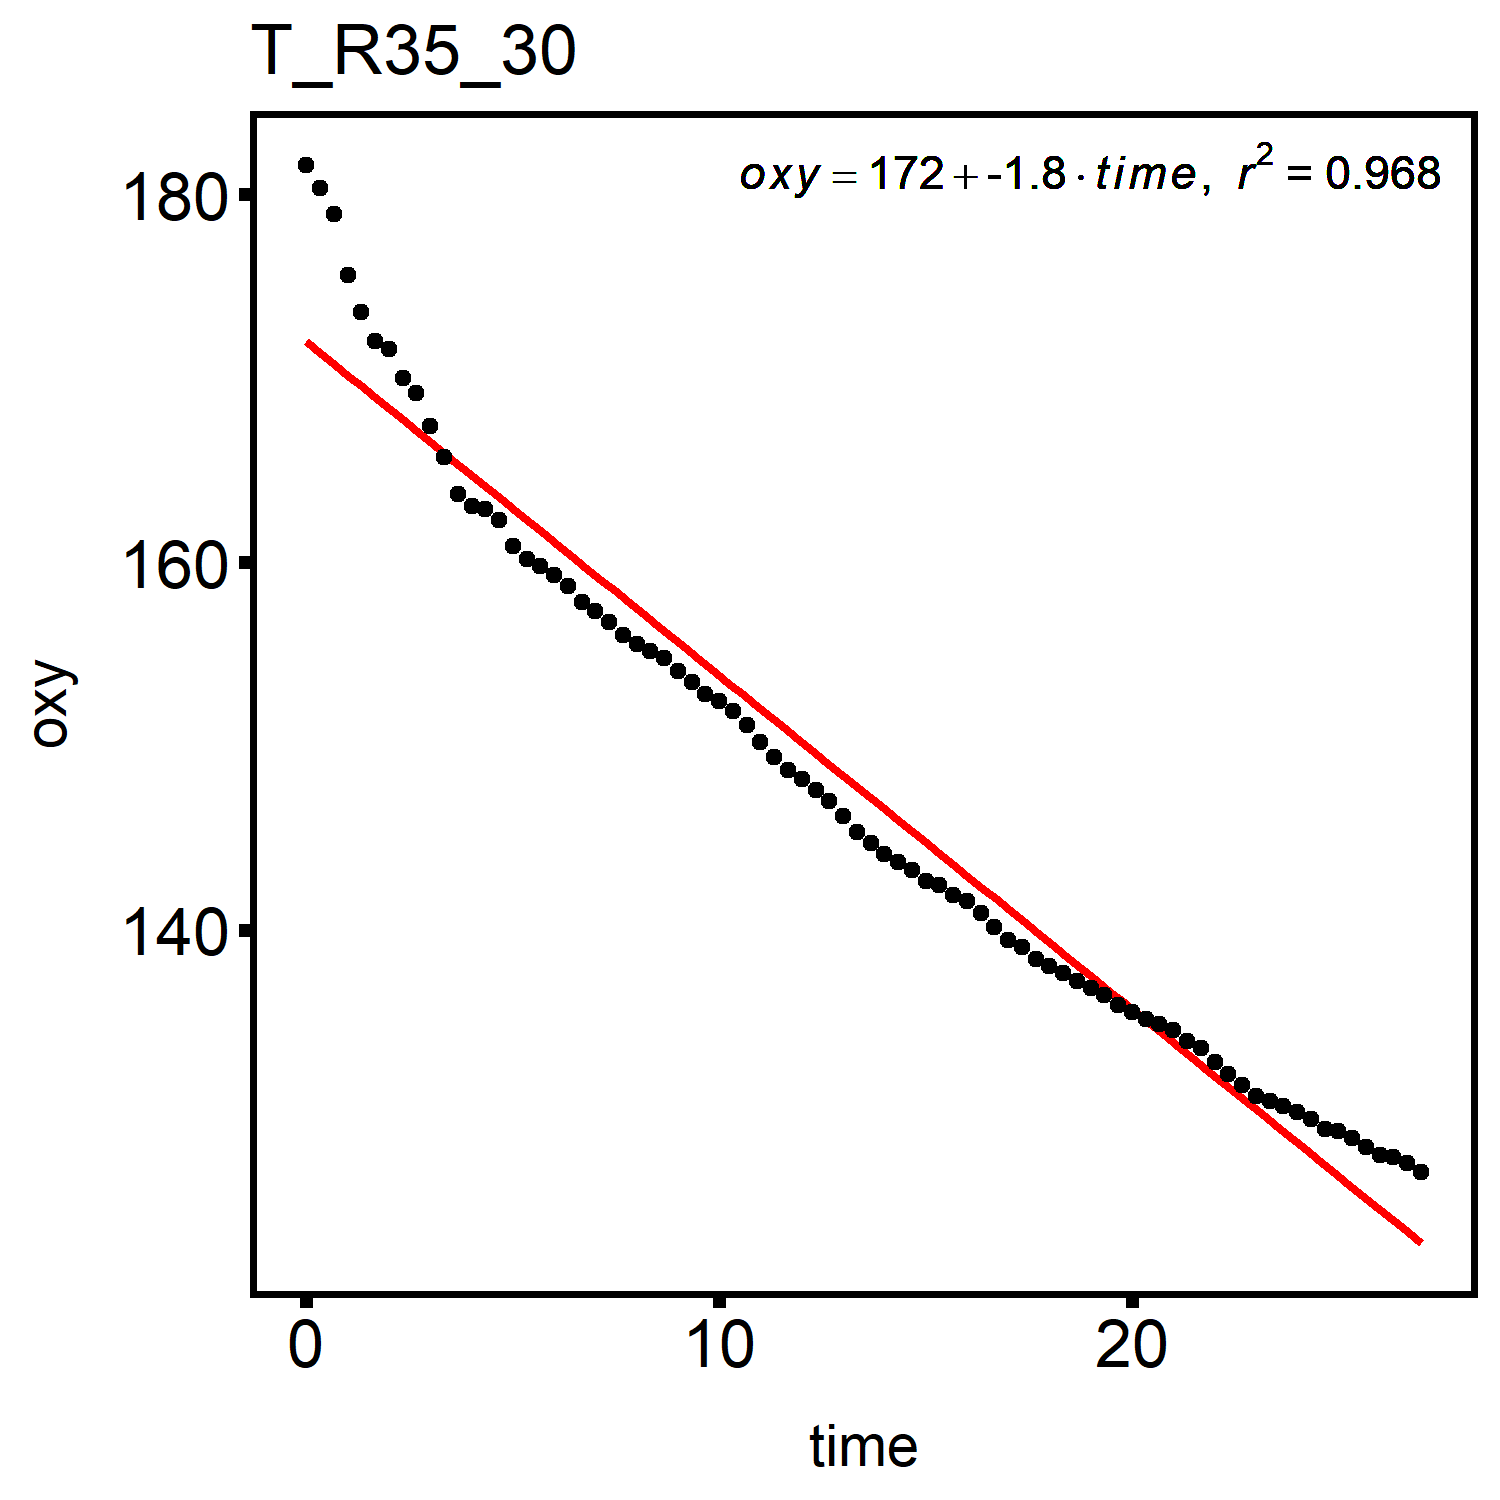 T_R35_30
oxy = 172 + -1.8 · time, r² = 0.968
180
160
140
oxy
0 10 20
time